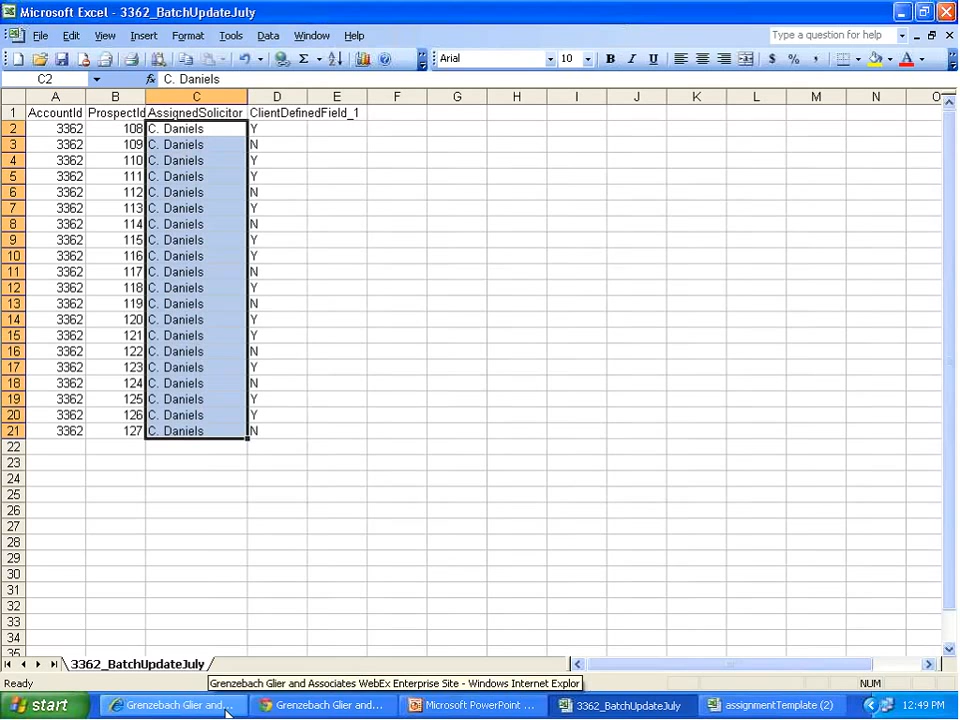 Microsoft Excel - 3362_BatchUpdateJuly
File Edit View Insert Format Tools Data Window Help Type a question for help
Arial 10 B I U $ % ,
C2 fx C. Daniels
A B C D E F G H I J K L M N O
1 AccountId ProspectId AssignedSolicitor ClientDefinedField_1
2 3362 108 C. Daniels Y
3 3362 109 C. Daniels N
4 3362 110 C. Daniels Y
5 3362 111 C. Daniels Y
6 3362 112 C. Daniels N
7 3362 113 C. Daniels Y
8 3362 114 C. Daniels N
9 3362 115 C. Daniels Y
10 3362 116 C. Daniels Y
11 3362 117 C. Daniels N
12 3362 118 C. Daniels Y
13 3362 119 C. Daniels N
14 3362 120 C. Daniels Y
15 3362 121 C. Daniels Y
16 3362 122 C. Daniels N
17 3362 123 C. Daniels Y
18 3362 124 C. Daniels N
19 3362 125 C. Daniels Y
20 3362 126 C. Daniels Y
21 3362 127 C. Daniels N
22
23
24
25
26
27
28
29
30
31
32
33
34
35
3362_BatchUpdateJuly
Ready Grenzebach Glier and Associates WebEx Enterprise Site - Windows Internet Explor NUM
start Grenzebach Glier and... Grenzebach Glier and... Microsoft PowerPoint ... 3362_BatchUpdateJuly assignmentTemplate (2) 12:49 PM